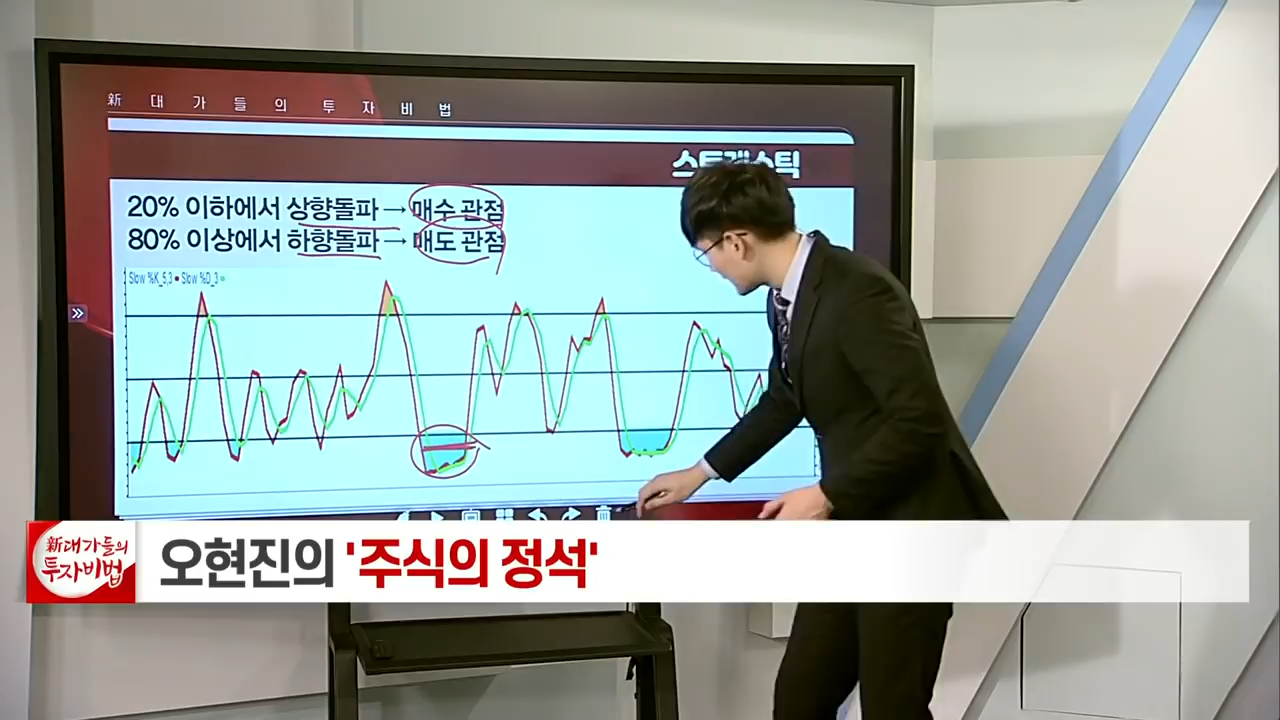 新 대가들의 투자비법
스토캐스틱
20% 이하에서 상향돌파→매수 관점
80% 이상에서 하향돌파→매도 관점
Slow %K_5,3 Slow %D_3
新대가들의
투자비법
오현진의 '주식의 정석'